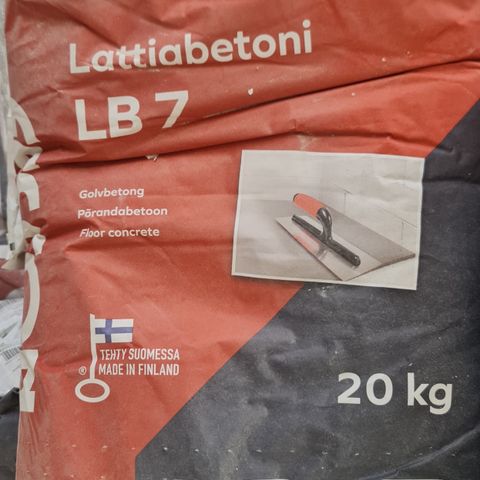 Lattiabetoni
LB 7
Golvbetong
Põrandabetoon
Floor concrete
TEHTY SUOMESSA
® MADE IN FINLAND
20 kg